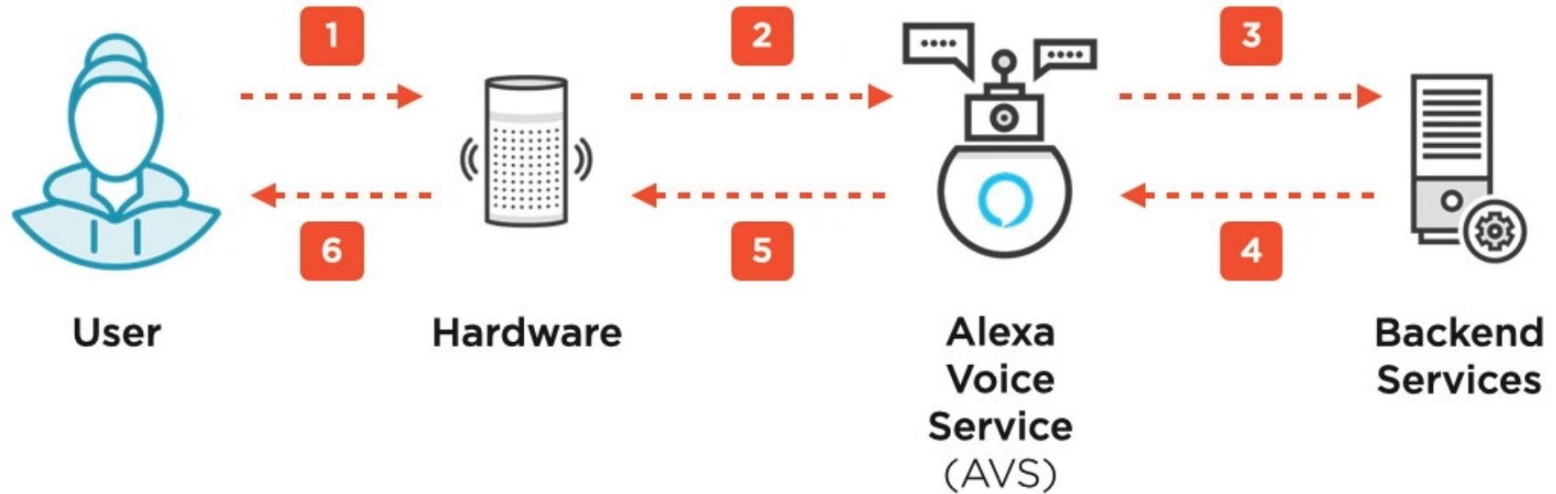 1
2
3
6
5
4
User
Hardware
Alexa
Voice
Service
(AVS)
Backend
Services